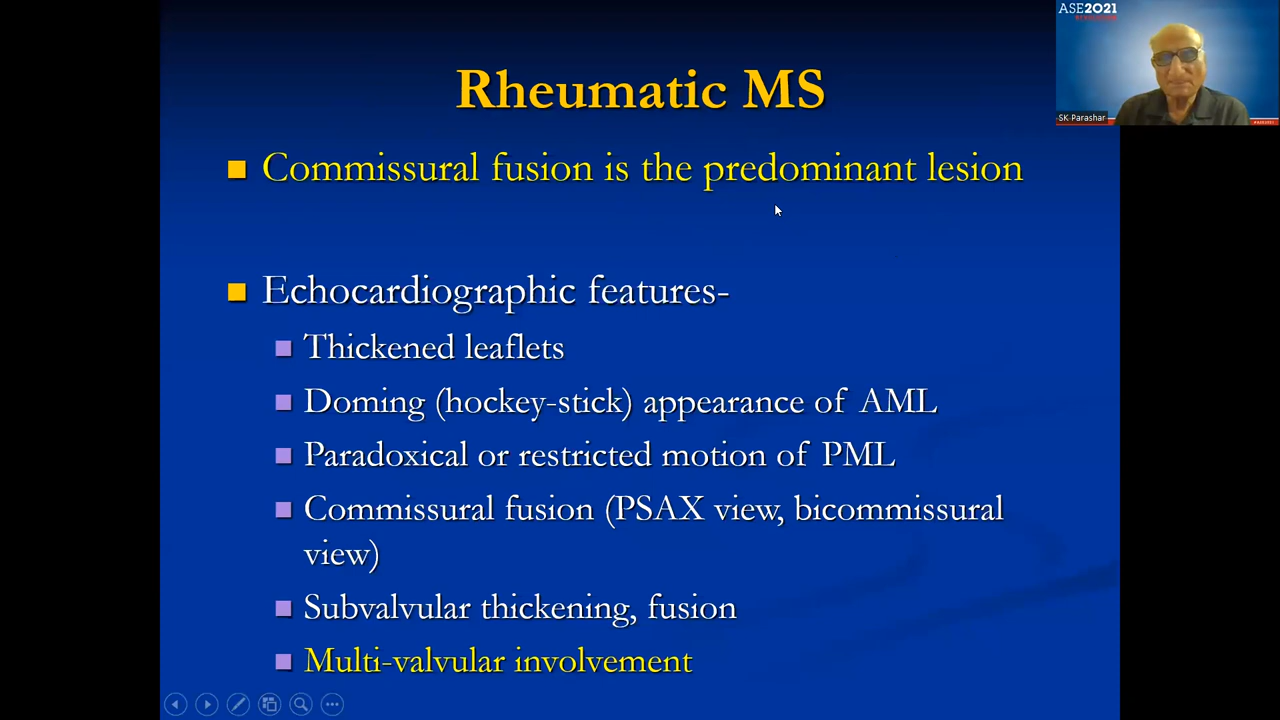 ASE2021
Rheumatic MS
SK Parashar
Commissural fusion is the predominant lesion
Echocardiographic features-
Thickened leaflets
Doming (hockey-stick) appearance of AML
Paradoxical or restricted motion of PML
Commissural fusion (PSAX view, bicommissural
view)
Subvalvular thickening, fusion
Multi-valvular involvement